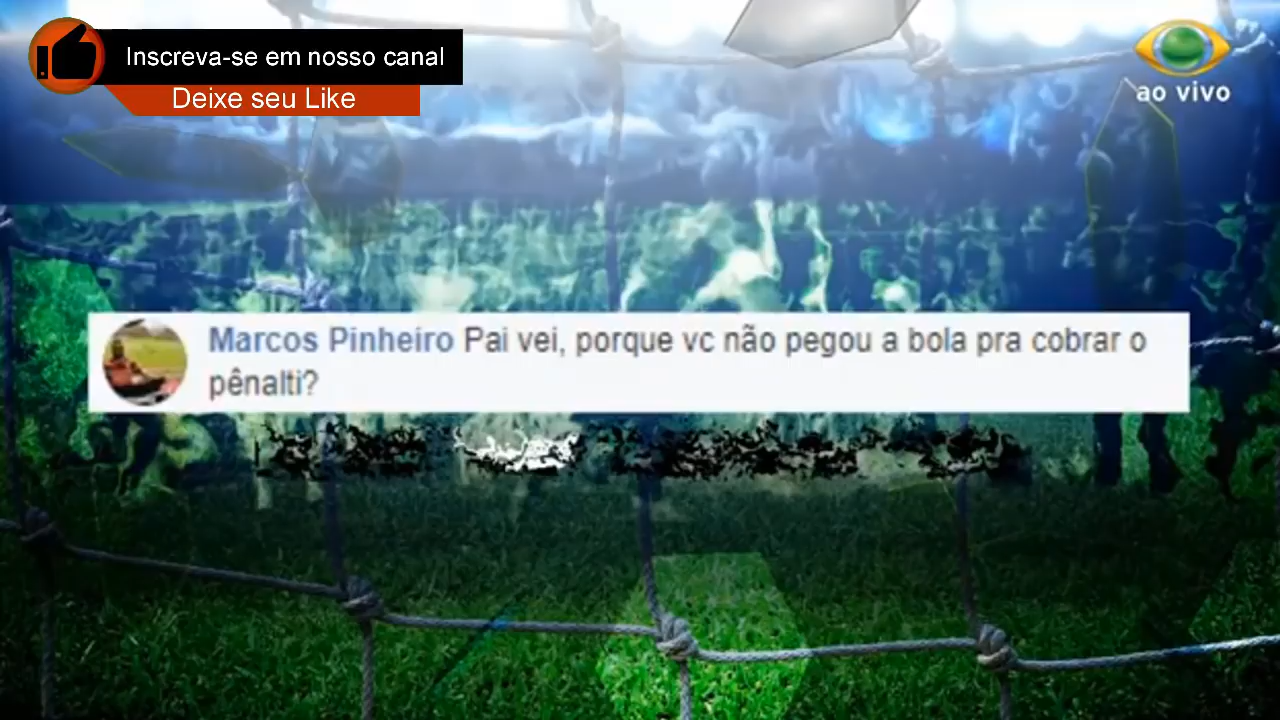 Inscreva-se em nosso canal
Deixe seu Like
ao vivo
Marcos Pinheiro Pai vei, porque vc não pegou a bola pra cobrar o
pênalti?